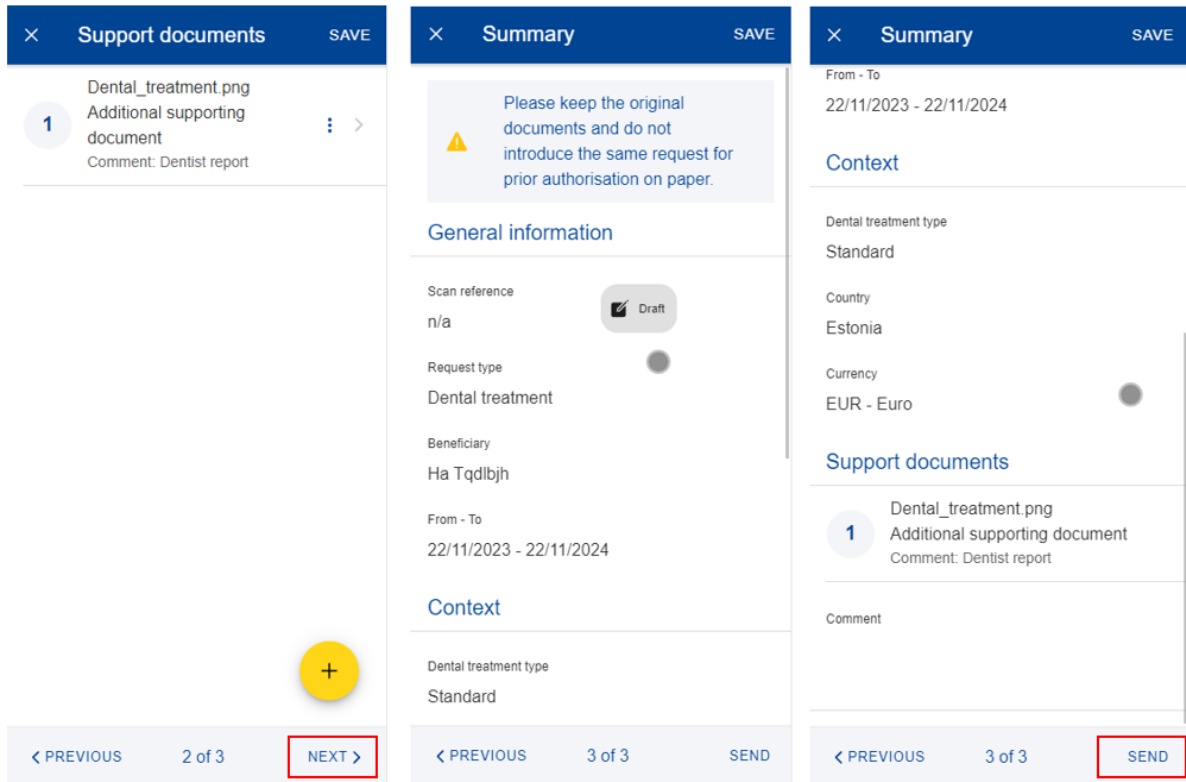 Support documents
SAVE
Dental_treatment.png
Additional supporting
document
Comment: Dentist report
1
+
PREVIOUS
2 of 3
NEXT
Summary
SAVE
Please keep the original
documents and do not
introduce the same request for
prior authorisation on paper.
General information
Scan reference
n/a
Draft
Request type
Dental treatment
Beneficiary
Ha Tqdlbjh
From - To
22/11/2023 - 22/11/2024
Context
Dental treatment type
Standard
PREVIOUS
3 of 3
SEND
Summary
SAVE
From - To
22/11/2023 - 22/11/2024
Context
Dental treatment type
Standard
Country
Estonia
Currency
EUR - Euro
Support documents
1
Dental_treatment.png
Additional supporting document
Comment: Dentist report
Comment
PREVIOUS
3 of 3
SEND